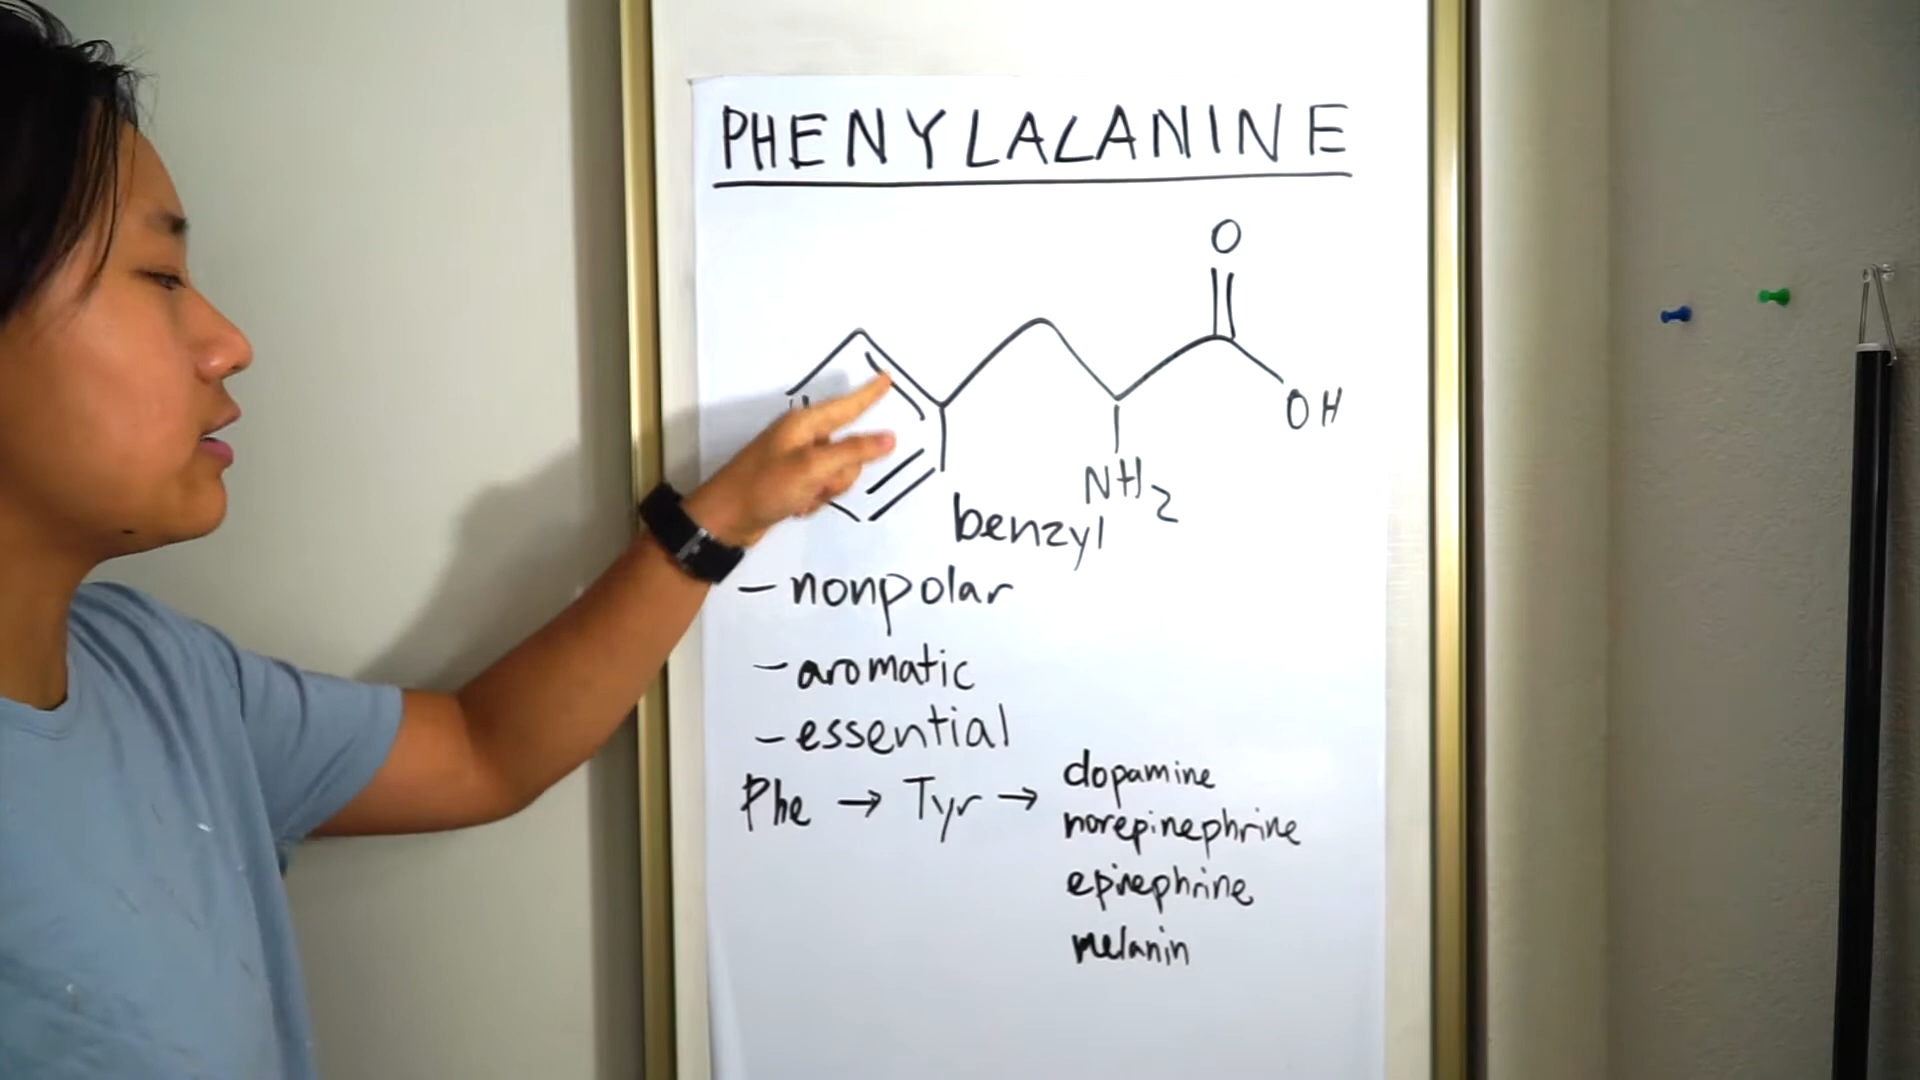 PHENYLALANINE
O
OH
NH2
benzyl
- nonpolar
- aromatic
- essential
Phe → Tyr → dopamine
norepinephrine
epinephrine
melanin